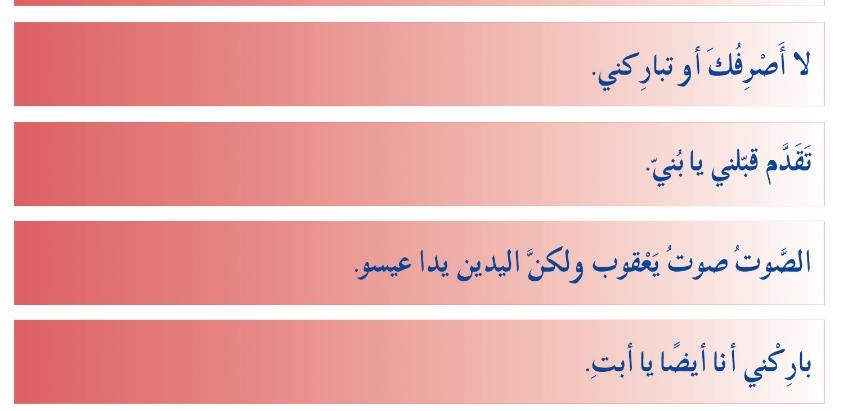 لا أَصْرِفُكَ أو تبارِكني.
تَقَدَّم قبّلني يا بُنيّ.
الصَّوتُ صوتُ يَعْقوب ولكنَّ اليدين يدا عيسو.
بارِكْني أنا أيضًا يا أبتِ.